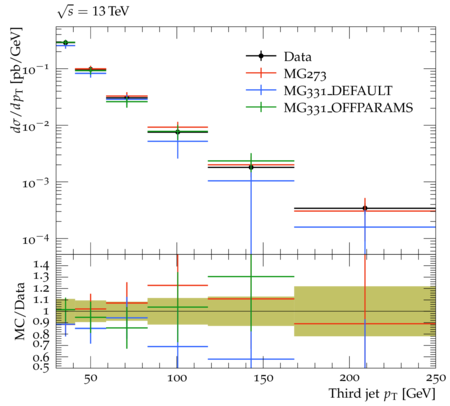 √s = 13 TeV
dσ/dpT [pb/GeV]
10⁻¹
10⁻²
10⁻³
10⁻⁴
Data
MG273
MG331_DEFAULT
MG331_OFFPARAMS
MC/Data
1.4
1.3
1.2
1.1
1
0.9
0.8
0.7
0.6
0.5
50 100 150 200 250
Third jet pT [GeV]